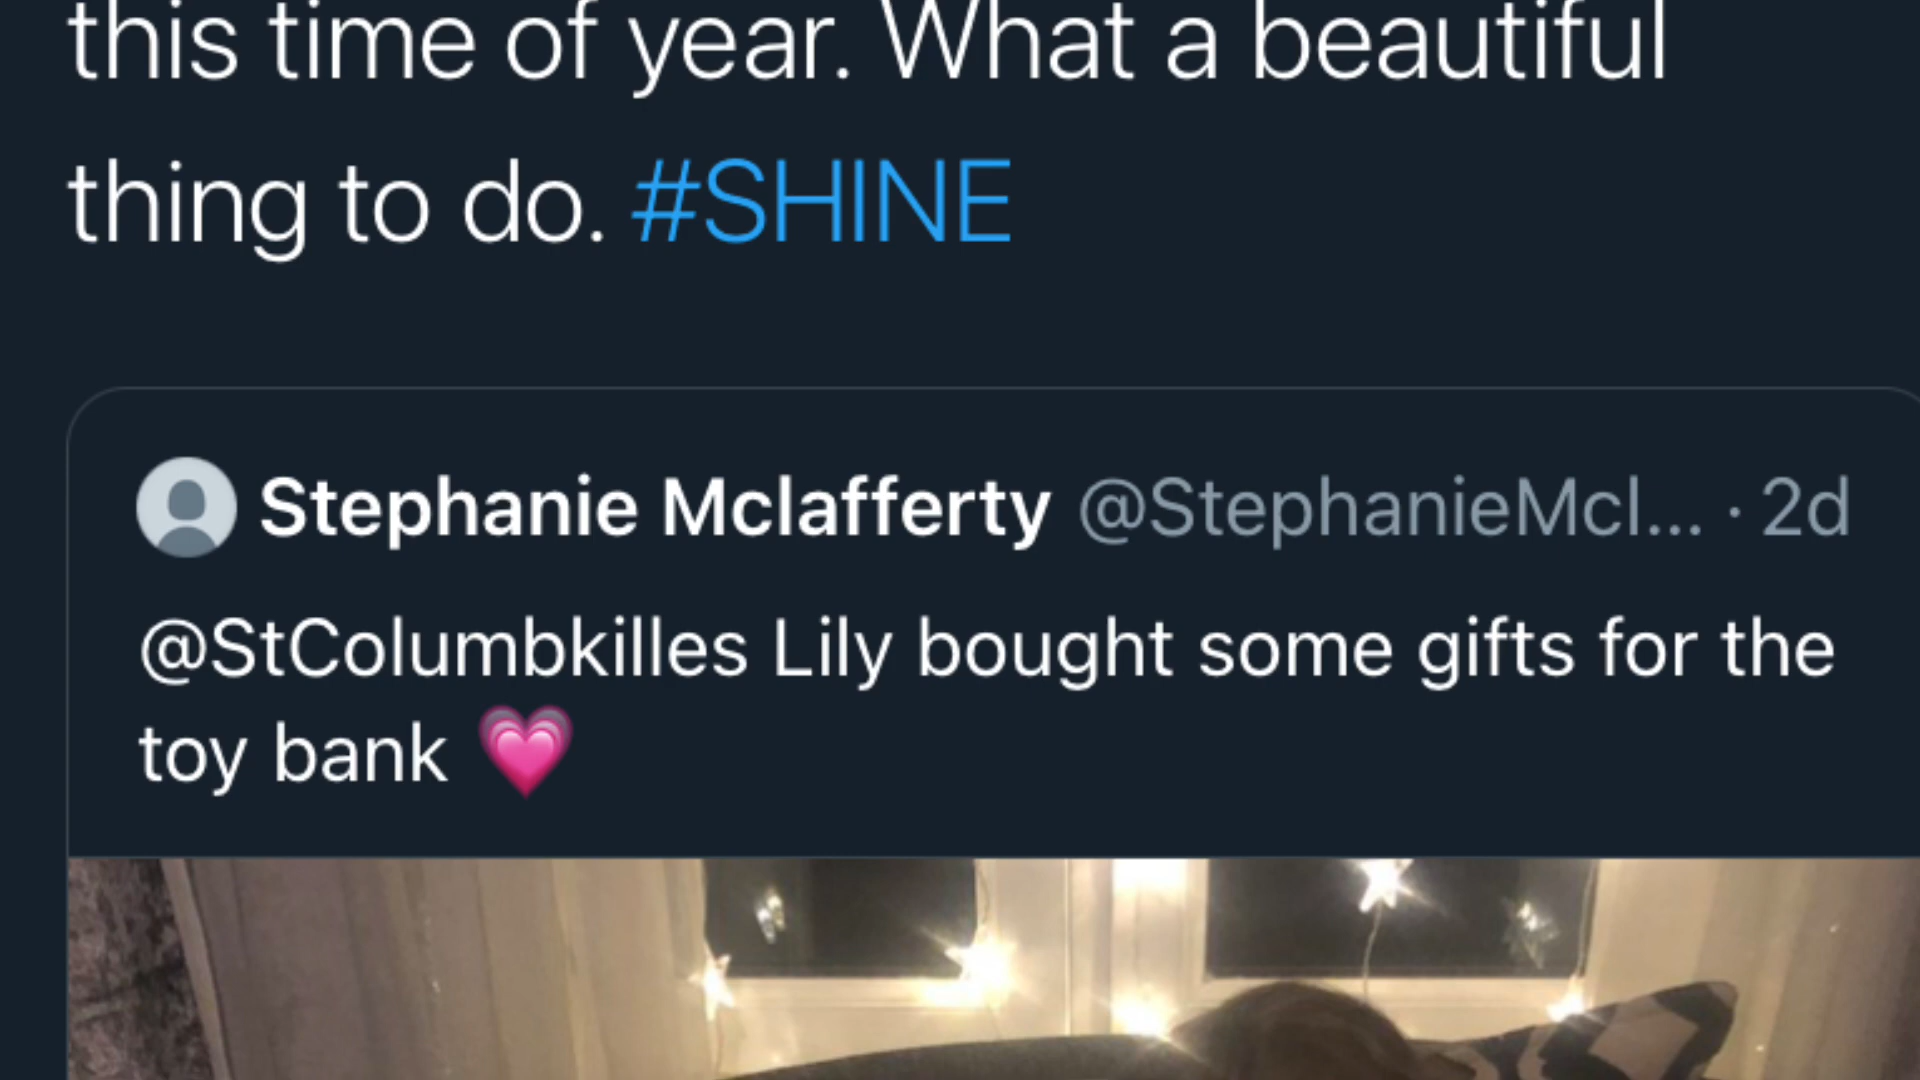 this time of year. What a beautiful
thing to do. #SHINE
Stephanie Mclafferty @StephanieMcl... · 2d
@StColumbkilles Lily bought some gifts for the
toy bank 💗